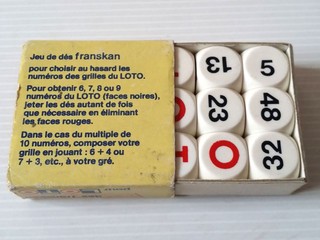 Jeu de dés franskan
pour choisir au hasard les
numéros des grilles du LOTO.
Pour obtenir 6, 7, 8 ou 9
numéros du LOTO (faces noires),
jeter les dés autant de fois
que nécessaire en éliminant
les faces rouges.
Dans le cas du multiple de
10 numéros, composer votre
grille en jouant : 6 + 4 ou
7 + 3, etc., à votre gré.
13 5
23 48
T O 32